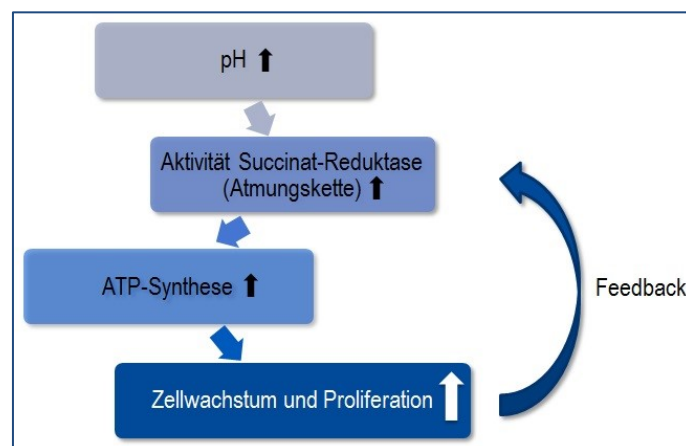 pH ⬆
Aktivität Succinat-Reduktase
(Atmungskette) ⬆
ATP-Synthese ⬆
Feedback
Zellwachstum und Proliferation ⬆